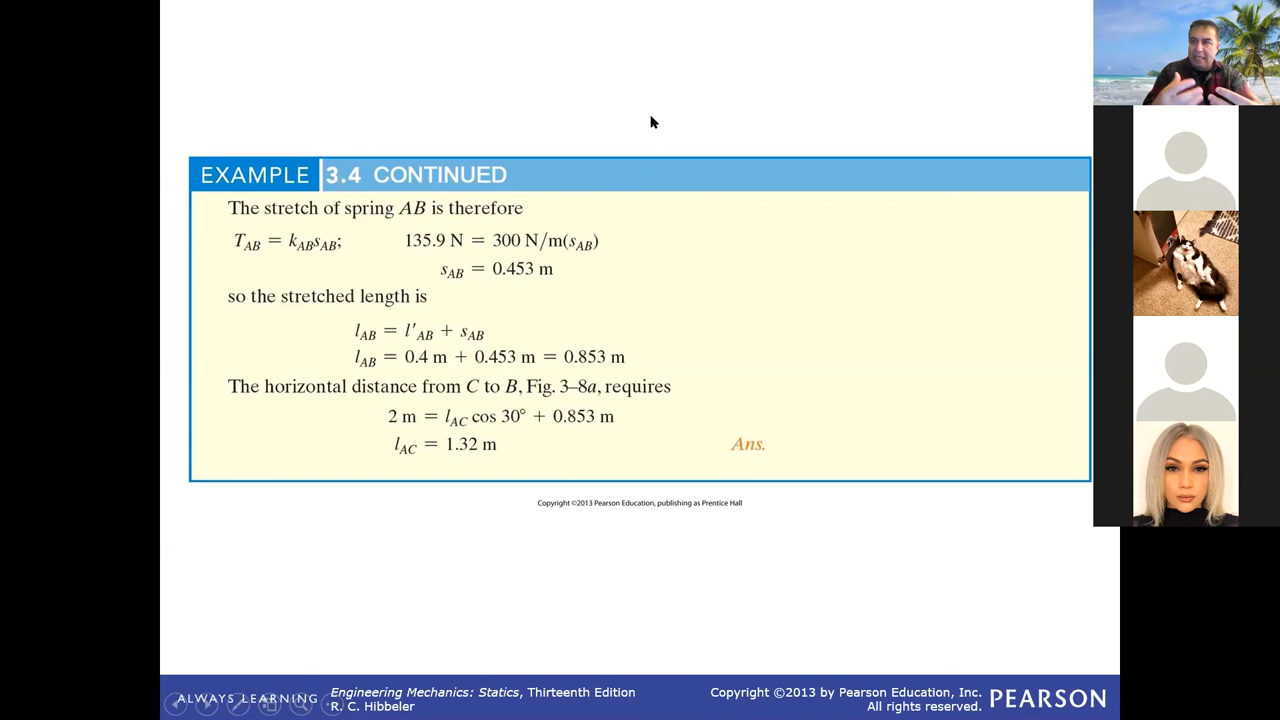 EXAMPLE 3.4 CONTINUED
The stretch of spring AB is therefore
T_AB = k_AB s_AB; 135.9 N = 300 N/m(s_AB)
s_AB = 0.453 m
so the stretched length is
l_AB = l'_AB + s_AB
l_AB = 0.4 m + 0.453 m = 0.853 m
The horizontal distance from C to B, Fig. 3–8a, requires
2 m = l_AC cos 30° + 0.853 m
l_AC = 1.32 m Ans.
Copyright ©2013 Pearson Education, publishing as Prentice Hall
ALWAYS LEARNING
Engineering Mechanics: Statics, Thirteenth Edition
R. C. Hibbeler
Copyright ©2013 by Pearson Education, Inc.
All rights reserved.
PEARSON